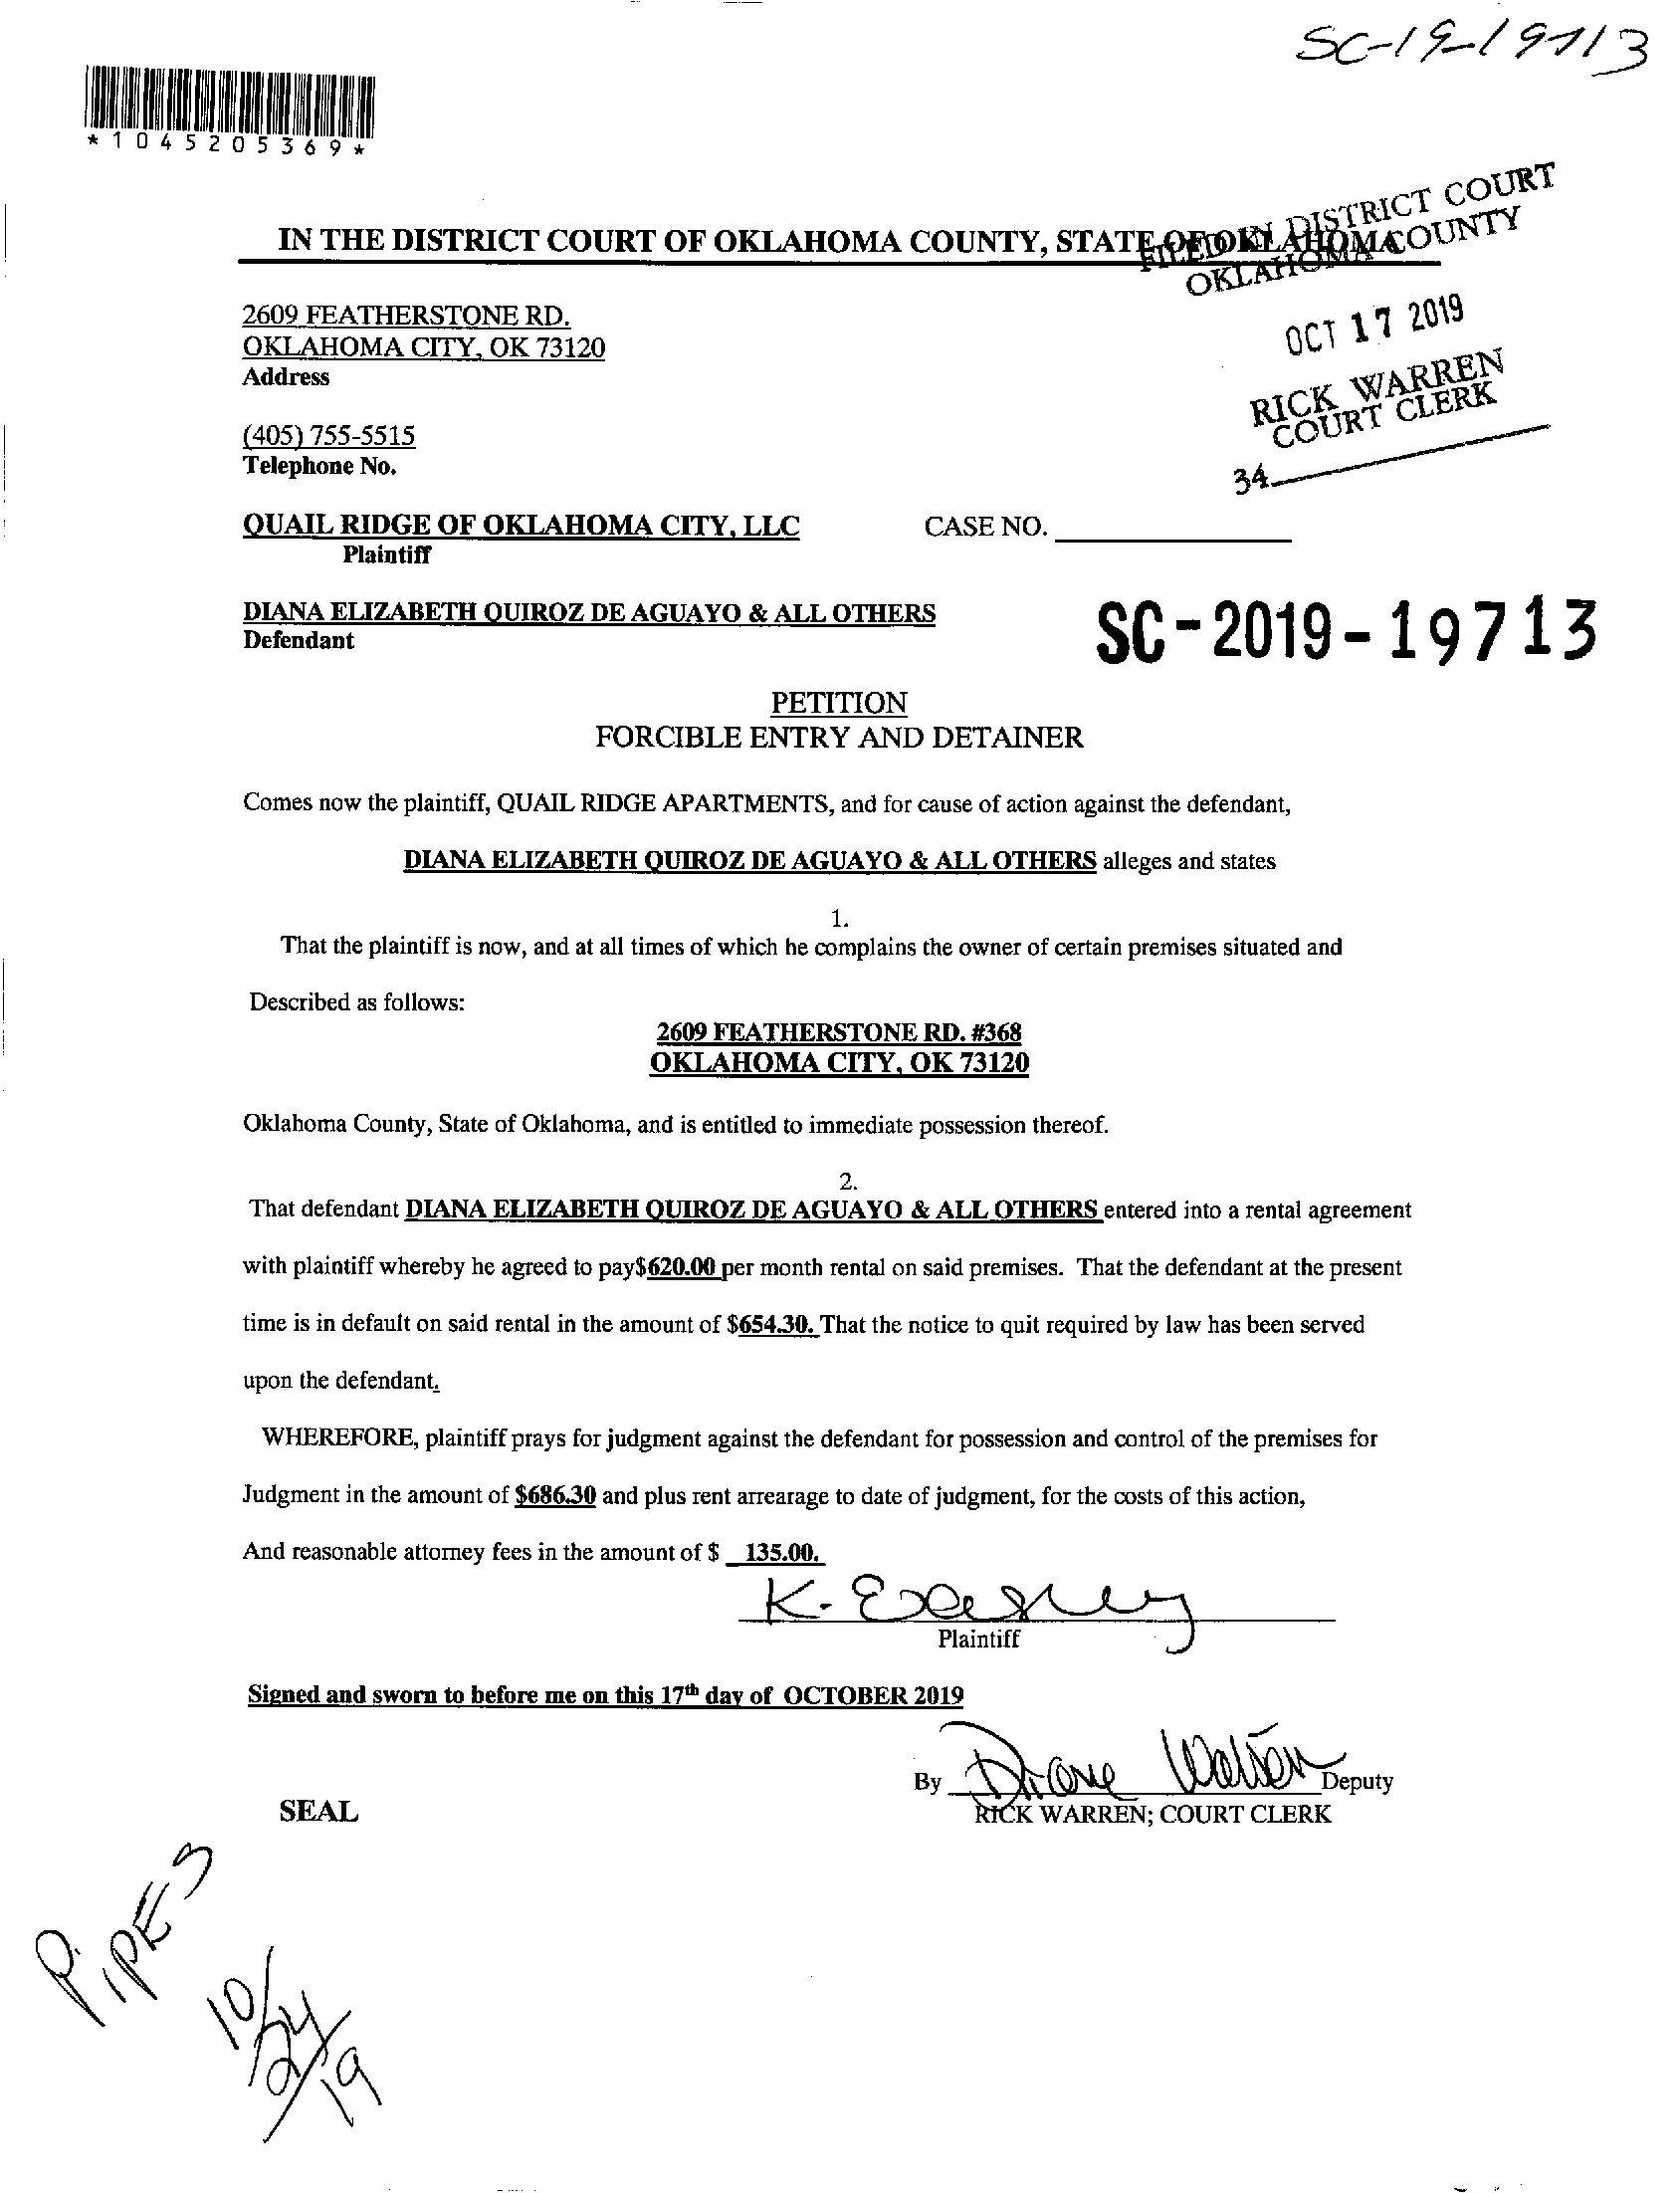 SC-19-19713
*1045205369*
IN THE DISTRICT COURT OF OKLAHOMA COUNTY, STATE OF OKLAHOMA
FILED IN DISTRICT COURT
OKLAHOMA COUNTY
2609 FEATHERSTONE RD.
OKLAHOMA CITY, OK 73120
Address
OCT 17 2019
RICK WARREN
COURT CLERK
34
(405) 755-5515
Telephone No.
QUAIL RIDGE OF OKLAHOMA CITY, LLC CASE NO.
Plaintiff
DIANA ELIZABETH QUIROZ DE AGUAYO & ALL OTHERS
Defendant
SC-2019-19713
PETITION
FORCIBLE ENTRY AND DETAINER
Comes now the plaintiff, QUAIL RIDGE APARTMENTS, and for cause of action against the defendant,
DIANA ELIZABETH QUIROZ DE AGUAYO & ALL OTHERS alleges and states
1.
That the plaintiff is now, and at all times of which he complains the owner of certain premises situated and
Described as follows:
2609 FEATHERSTONE RD. #368
OKLAHOMA CITY, OK 73120
Oklahoma County, State of Oklahoma, and is entitled to immediate possession thereof.
2.
That defendant DIANA ELIZABETH QUIROZ DE AGUAYO & ALL OTHERS entered into a rental agreement
with plaintiff whereby he agreed to pay$620.00 per month rental on said premises. That the defendant at the present
time is in default on said rental in the amount of $654.30. That the notice to quit required by law has been served
upon the defendant.
WHEREFORE, plaintiff prays for judgment against the defendant for possession and control of the premises for
Judgment in the amount of $686.30 and plus rent arrearage to date of judgment, for the costs of this action,
And reasonable attorney fees in the amount of $ 135.00.
K.
Plaintiff
Signed and sworn to before me on this 17th day of OCTOBER 2019
By Diane Deputy
RICK WARREN; COURT CLERK
SEAL
PIPES
10/24/19